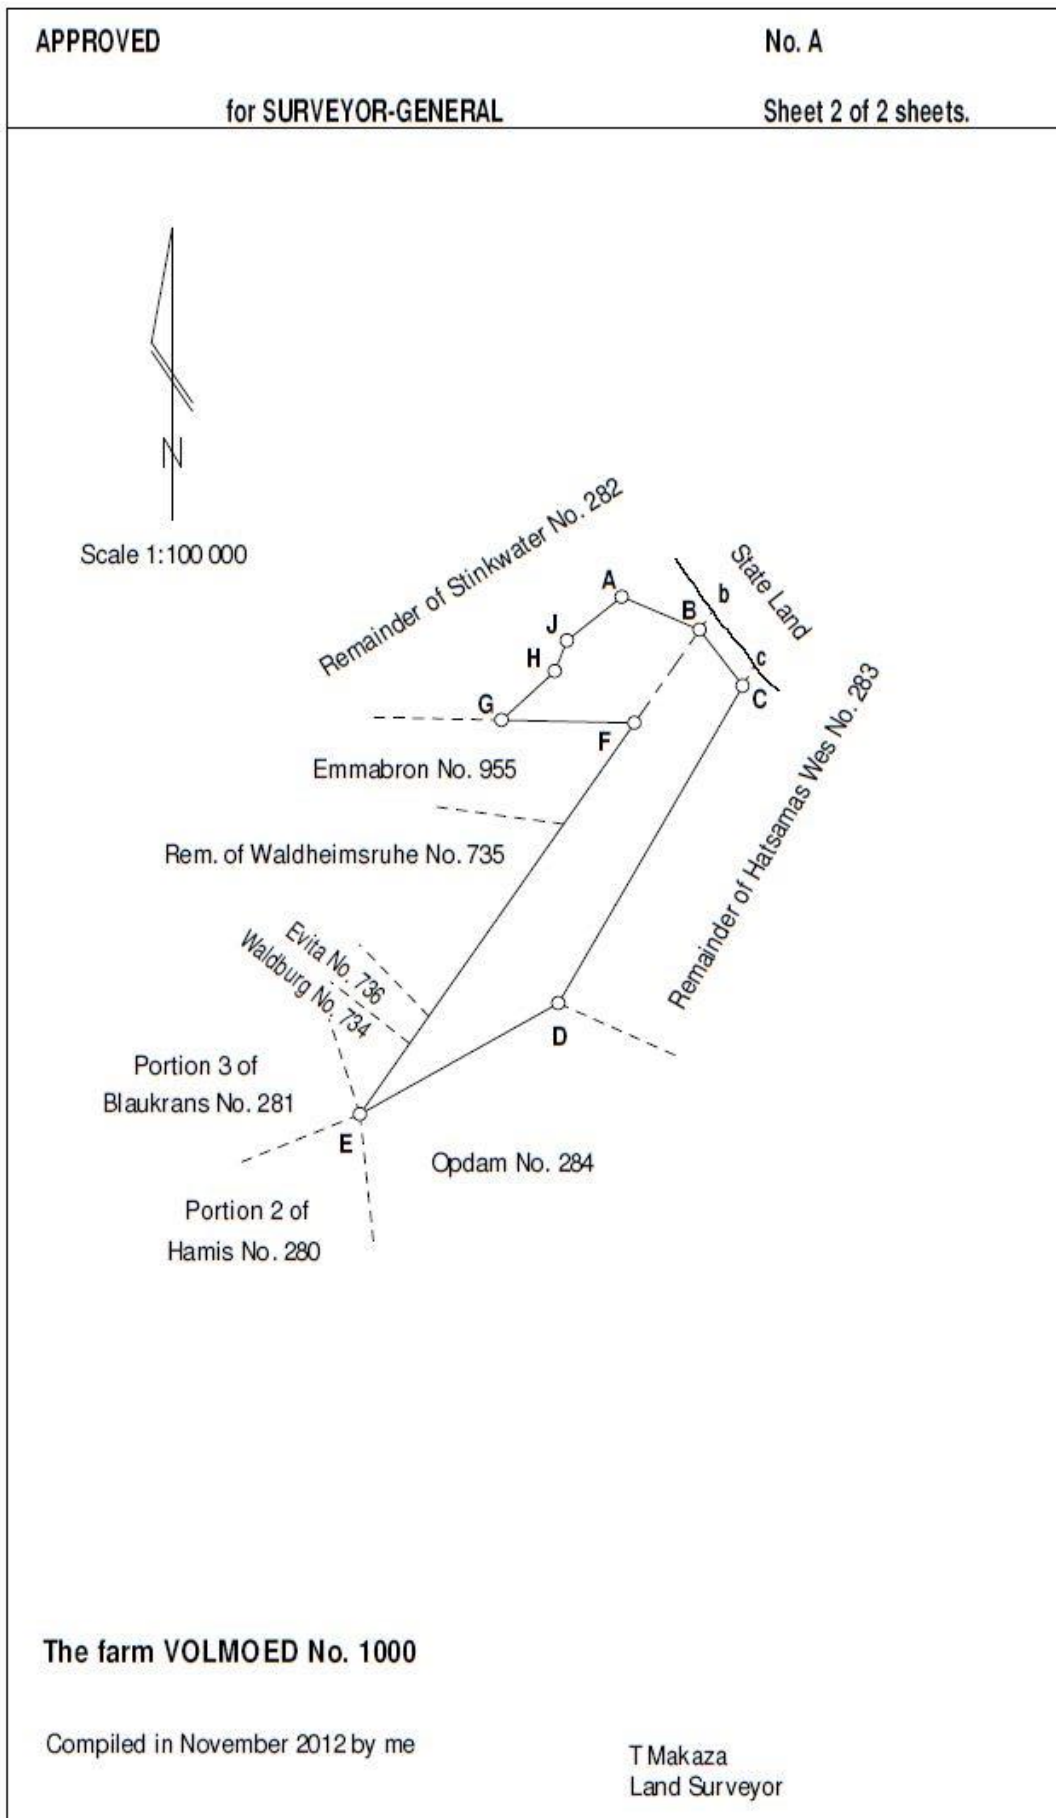 APPROVED
No. A
for SURVEYOR-GENERAL
Sheet 2 of 2 sheets.
N
Scale 1:100 000
Remainder of Stinkwater No. 282
State Land
A
b
B
J
c
H
C
G
F
Remainder of Hatsamas Wes No. 283
Emmabron No. 955
Rem. of Waldheimsruhe No. 735
Evita No. 736
Waldburg No. 734
D
Portion 3 of
Blaukrans No. 281
E
Opdam No. 284
Portion 2 of
Hamis No. 280
The farm VOLMOED No. 1000
Compiled in November 2012 by me
T Makaza
Land Surveyor